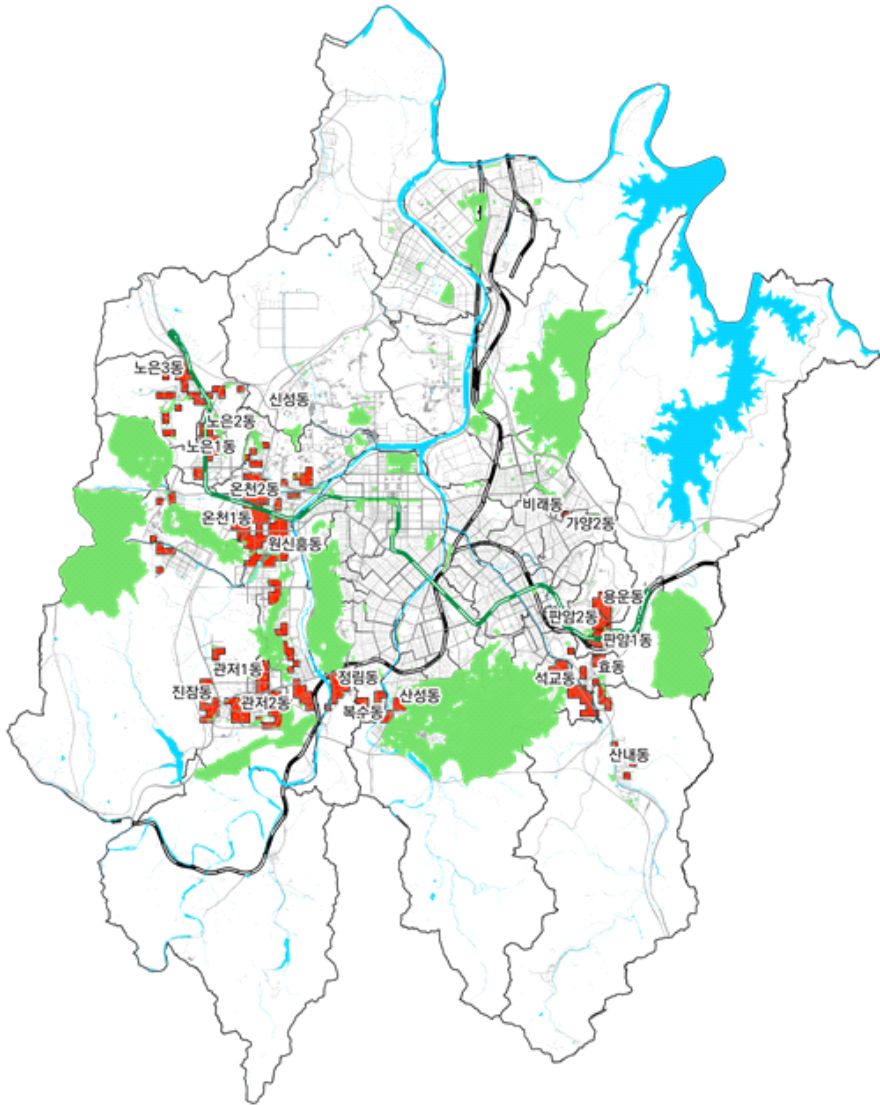 노은3동
신성동
노은2동
노은1동
온천2동
비래동
온천1동
가양2동
원신흥동
용운동
판암2동
판암1동
관저1동
효동
정림동
석교동
진잠동
산성동
관저2동
복수동
산내동